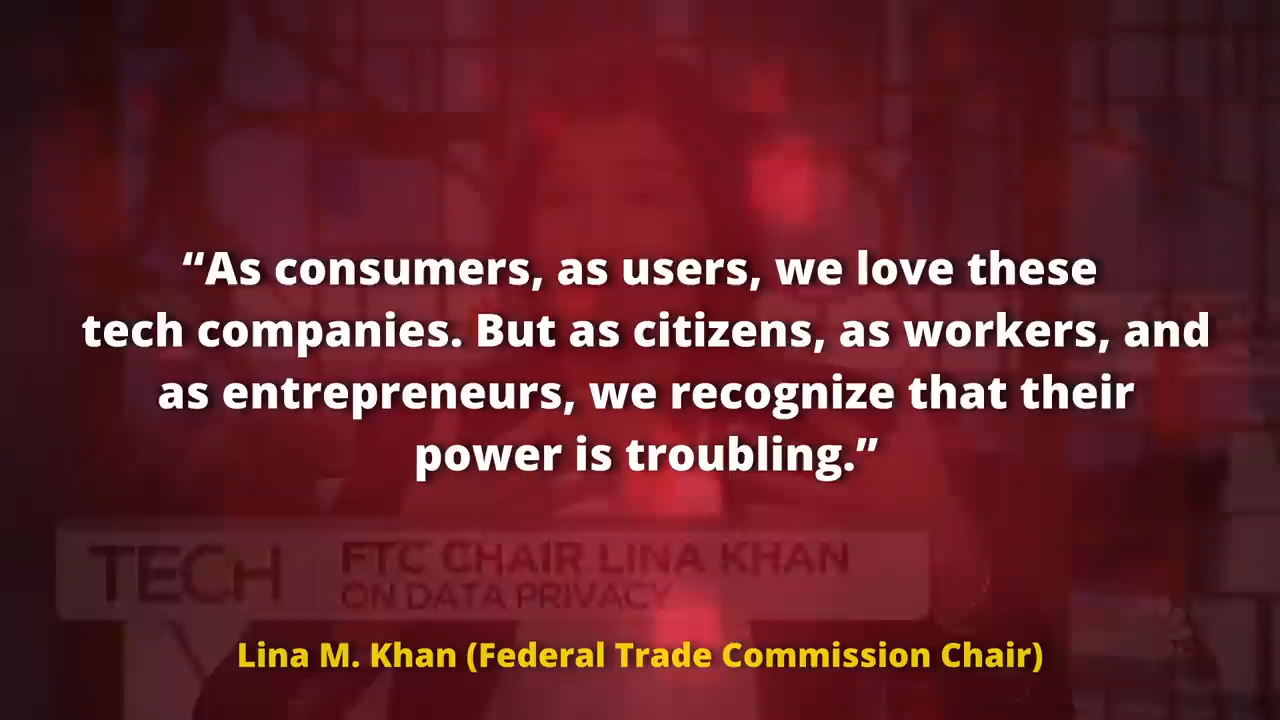 “As consumers, as users, we love these
tech companies. But as citizens, as workers, and
as entrepreneurs, we recognize that their
power is troubling.”
TECH
FTC CHAIR LINA KHAN
ON DATA PRIVACY
Lina M. Khan (Federal Trade Commission Chair)